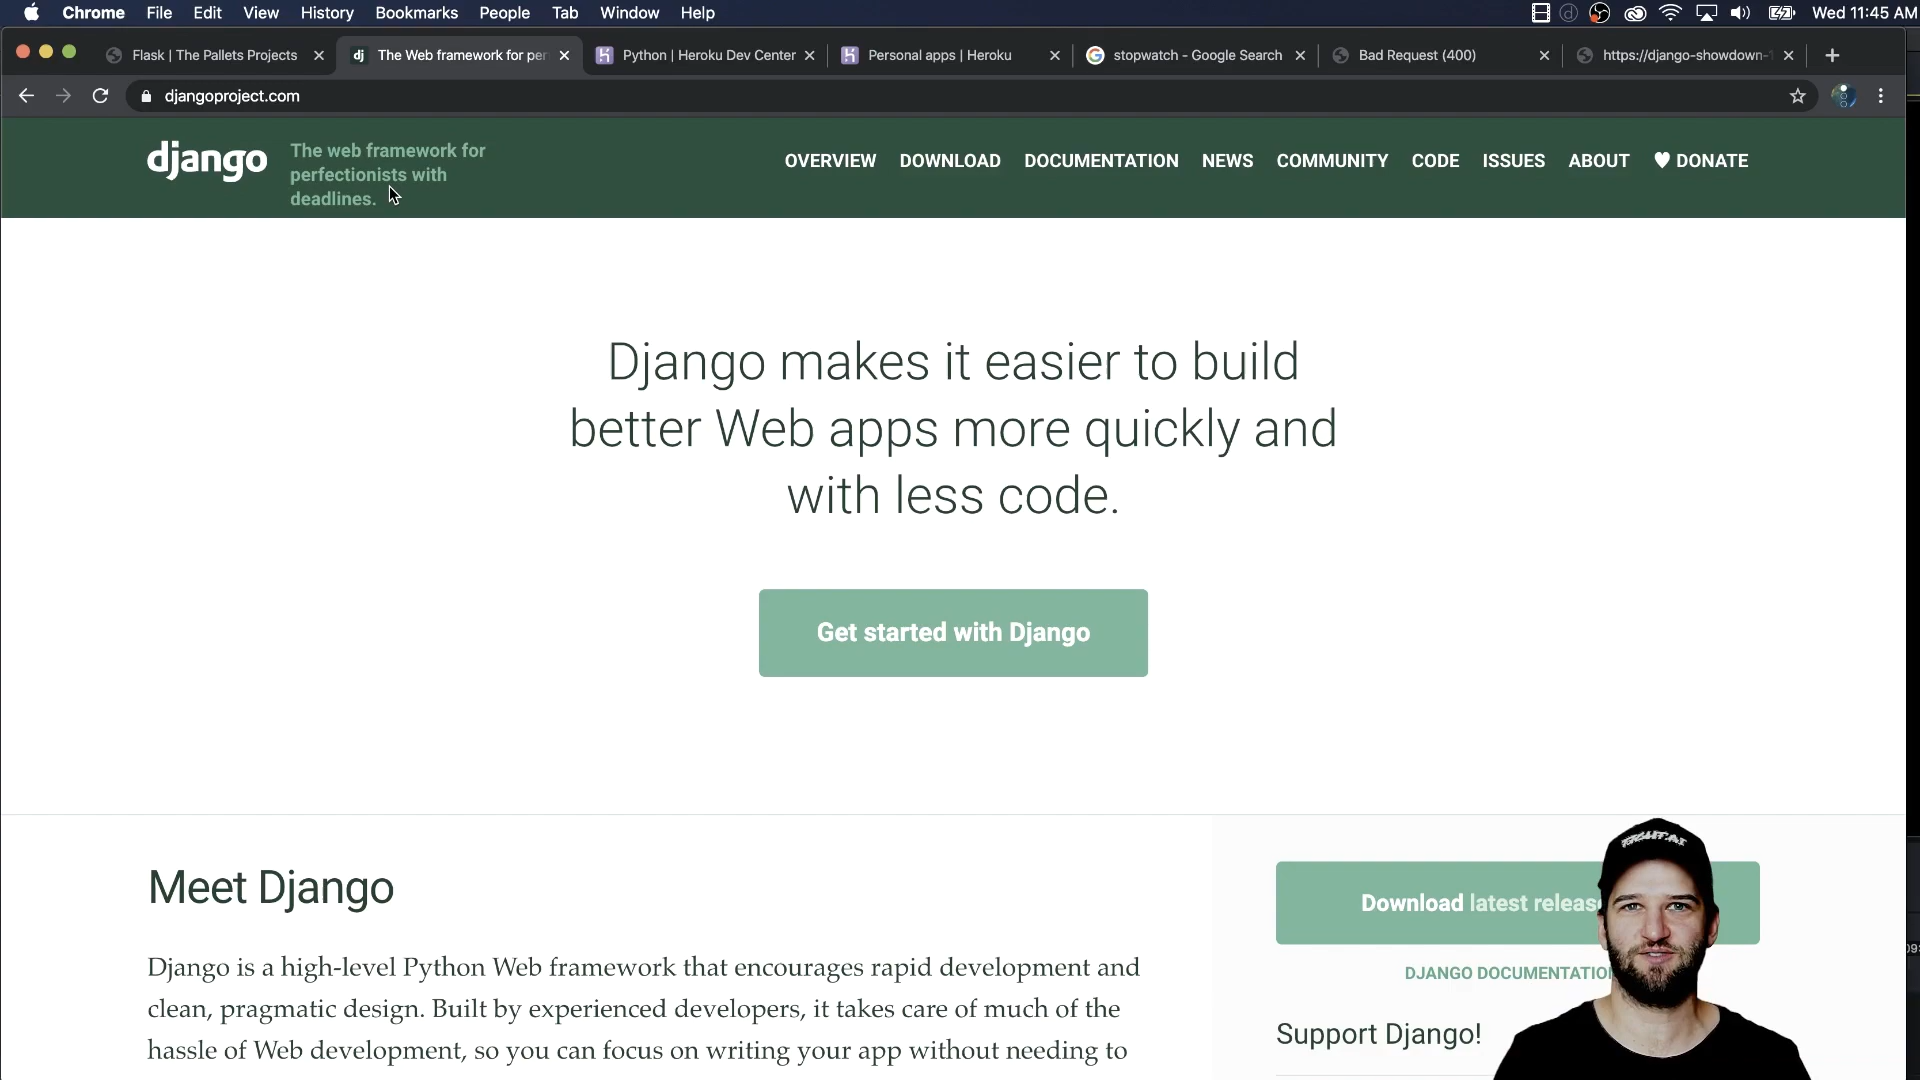 Chrome File Edit View History Bookmarks People Tab Window Help Wed 11:45 AM
Flask | The Pallets Projects
dj The Web framework for per
Python | Heroku Dev Center
Personal apps | Heroku
stopwatch - Google Search
Bad Request (400)
https://django-showdown-1
djangoproject.com
django
The web framework for
perfectionists with
deadlines.
OVERVIEW DOWNLOAD DOCUMENTATION NEWS COMMUNITY CODE ISSUES ABOUT DONATE
Django makes it easier to build
better Web apps more quickly and
with less code.
Get started with Django
Meet Django
Django is a high-level Python Web framework that encourages rapid development and
clean, pragmatic design. Built by experienced developers, it takes care of much of the
hassle of Web development, so you can focus on writing your app without needing to
Download latest release
DJANGO DOCUMENTATION
Support Django!